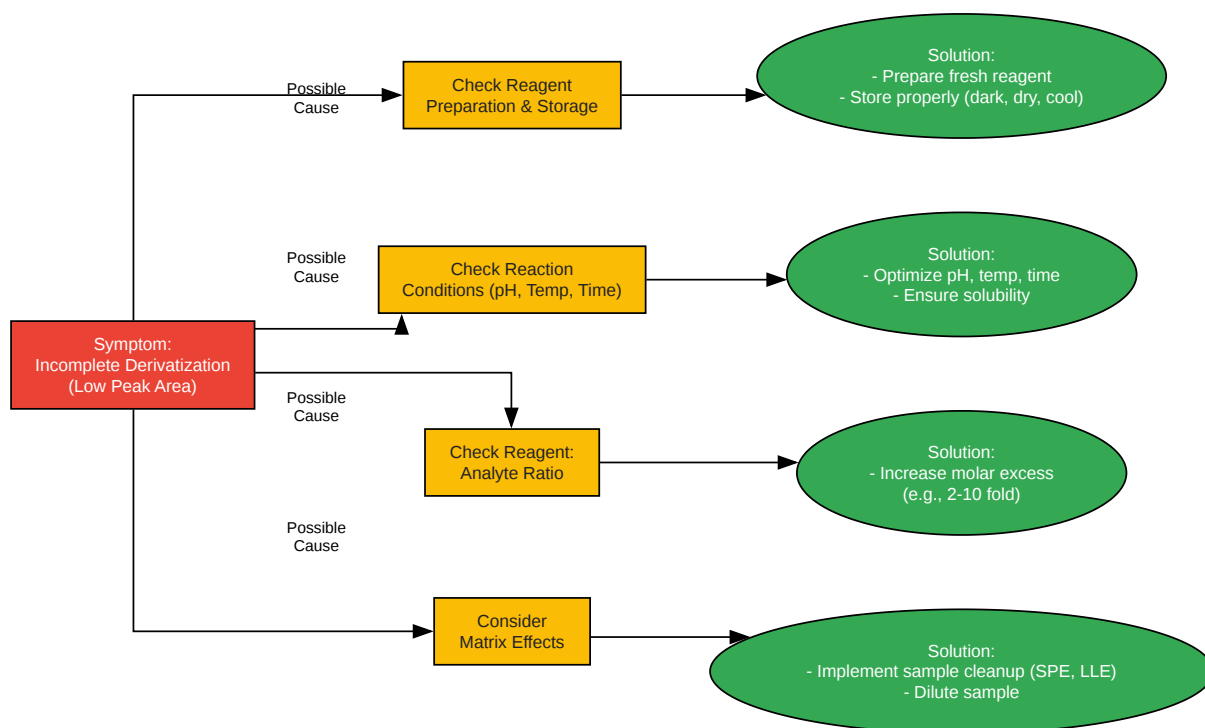 Solution:
- Prepare fresh reagent
- Store properly (dark, dry, cool)
Possible
Cause
Check Reagent
Preparation & Storage
Possible
Cause
Check Reaction
Conditions (pH, Temp, Time)
Solution:
- Optimize pH, temp, time
- Ensure solubility
Symptom:
Incomplete Derivatization
(Low Peak Area)
Possible
Cause
Check Reagent:
Analyte Ratio
Solution:
- Increase molar excess
(e.g., 2-10 fold)
Possible
Cause
Consider
Matrix Effects
Solution:
- Implement sample cleanup (SPE, LLE)
- Dilute sample